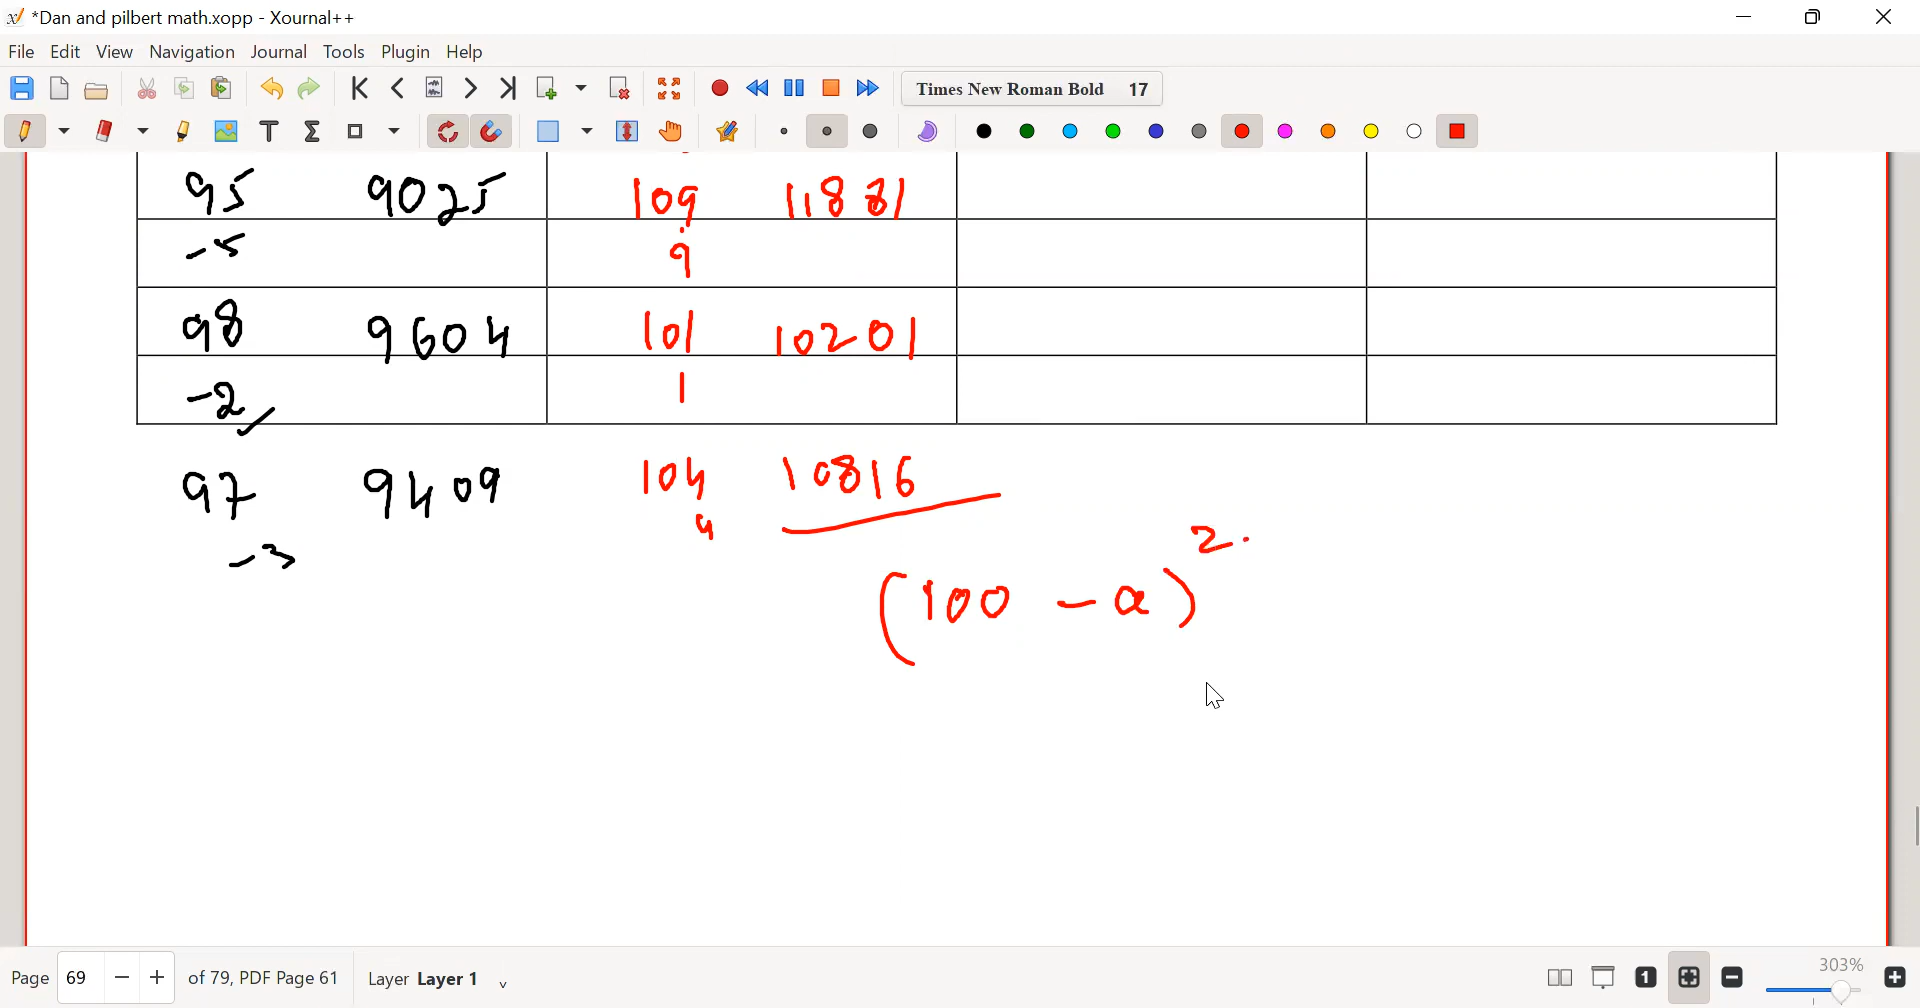 *Dan and pilbert math.xopp - Xournal++
File Edit View Navigation Journal Tools Plugin Help
Times New Roman Bold 17
95 9025 109 11881
-5 9
98 9604 101 10201
-2 1
97 9409 104 10816
-3 4
(100 - a)^2.
Page 69 of 79, PDF Page 61 Layer Layer 1 1 303%